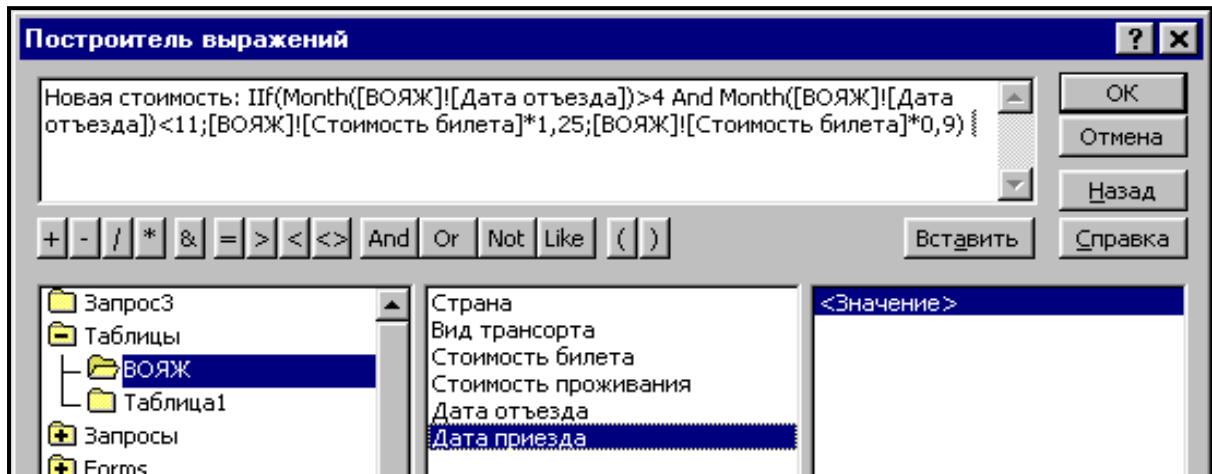 Построитель выражений
Новая стоимость: IIf(Month([ВОЯЖ]![Дата отъезда])>4 And Month([ВОЯЖ]![Дата
отъезда])<11;[ВОЯЖ]![Стоимость билета]*1,25;[ВОЯЖ]![Стоимость билета]*0,9)
ОК
Отмена
Назад
+ - / * & = > < <> And Or Not Like ( ) Вставить Справка
Запрос3
Таблицы
ВОЯЖ
Таблица1
Запросы
Forms
Страна
Вид трансорта
Стоимость билета
Стоимость проживания
Дата отъезда
Дата приезда
<Значение>